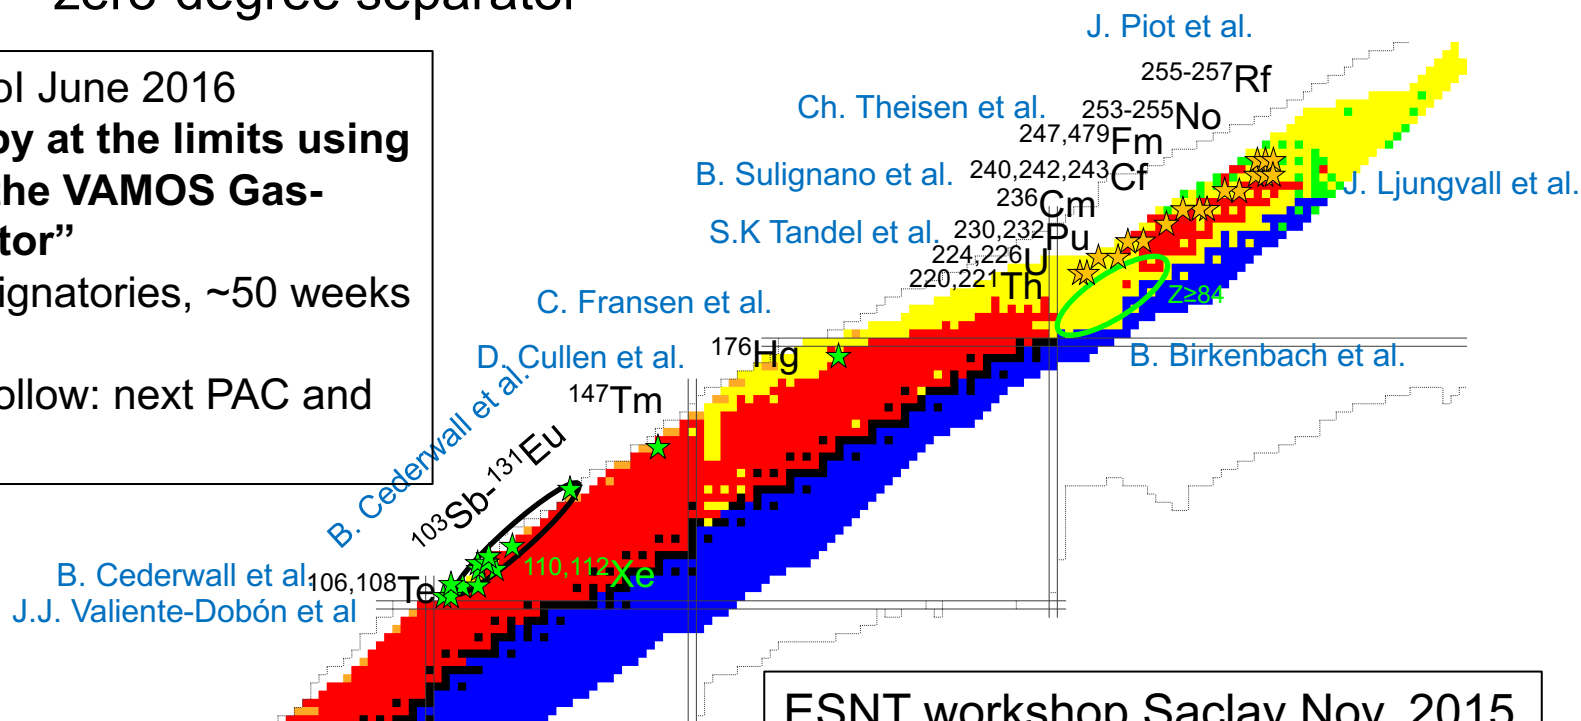 zero-degree separator
oI June 2016
py at the limits using
the VAMOS Gas-
tor”
ignatories, ~50 weeks
ollow: next PAC and
J. Piot et al.
255-257Rf
Ch. Theisen et al.
253-255No
247,479Fm
B. Sulignano et al.
240,242,243Cf
J. Ljungvall et al.
236Cm
S.K Tandel et al.
230,232Pu
224,226U
220,221Th
Z≥84
C. Fransen et al.
D. Cullen et al.
176Hg
B. Birkenbach et al.
147Tm
B. Cederwall et al.
103Sb-131Eu
110,112Xe
B. Cederwall et al.
106,108Te
J.J. Valiente-Dobón et al
ESNT workshop Saclay Nov. 2015